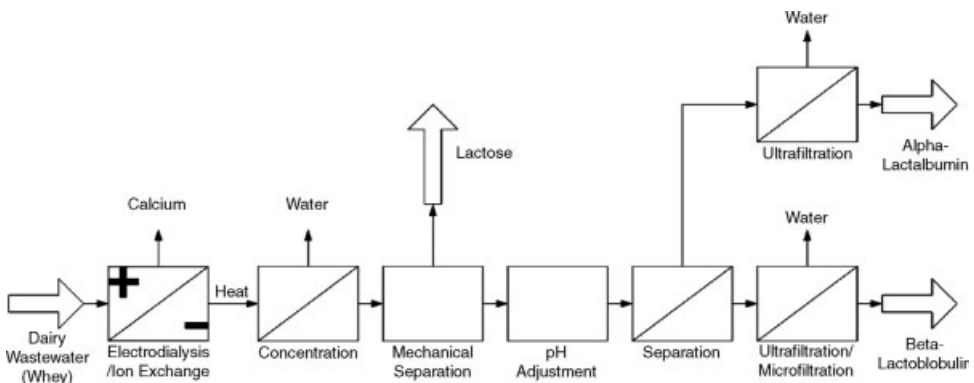 Water
Ultrafiltration
Alpha-
Lactalbumin
Lactose
Calcium
Water
Water
Heat
Dairy
Wastewater
(Whey)
Electrodialysis
/Ion Exchange
Concentration
Mechanical
Separation
pH
Adjustment
Separation
Ultrafiltration/
Microfiltration
Beta-
Lactoblobulin